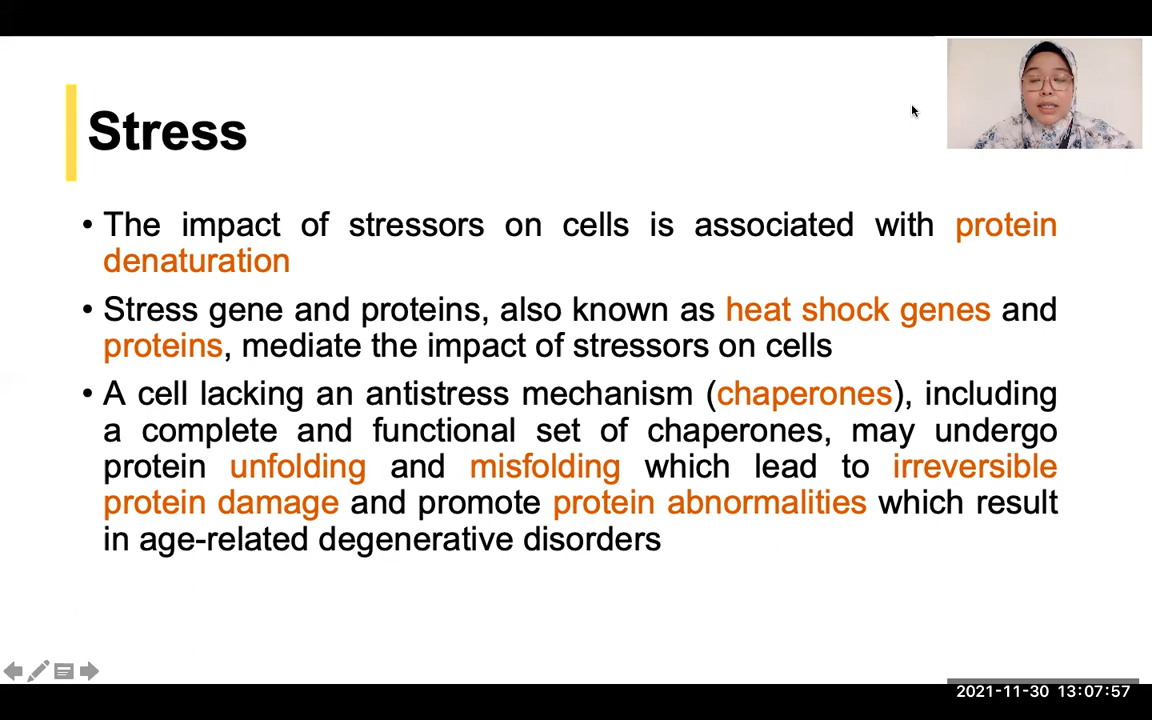 Stress
• The impact of stressors on cells is associated with protein
denaturation
• Stress gene and proteins, also known as heat shock genes and
proteins, mediate the impact of stressors on cells
• A cell lacking an antistress mechanism (chaperones), including
a complete and functional set of chaperones, may undergo
protein unfolding and misfolding which lead to irreversible
protein damage and promote protein abnormalities which result
in age-related degenerative disorders
2021-11-30 13:07:57